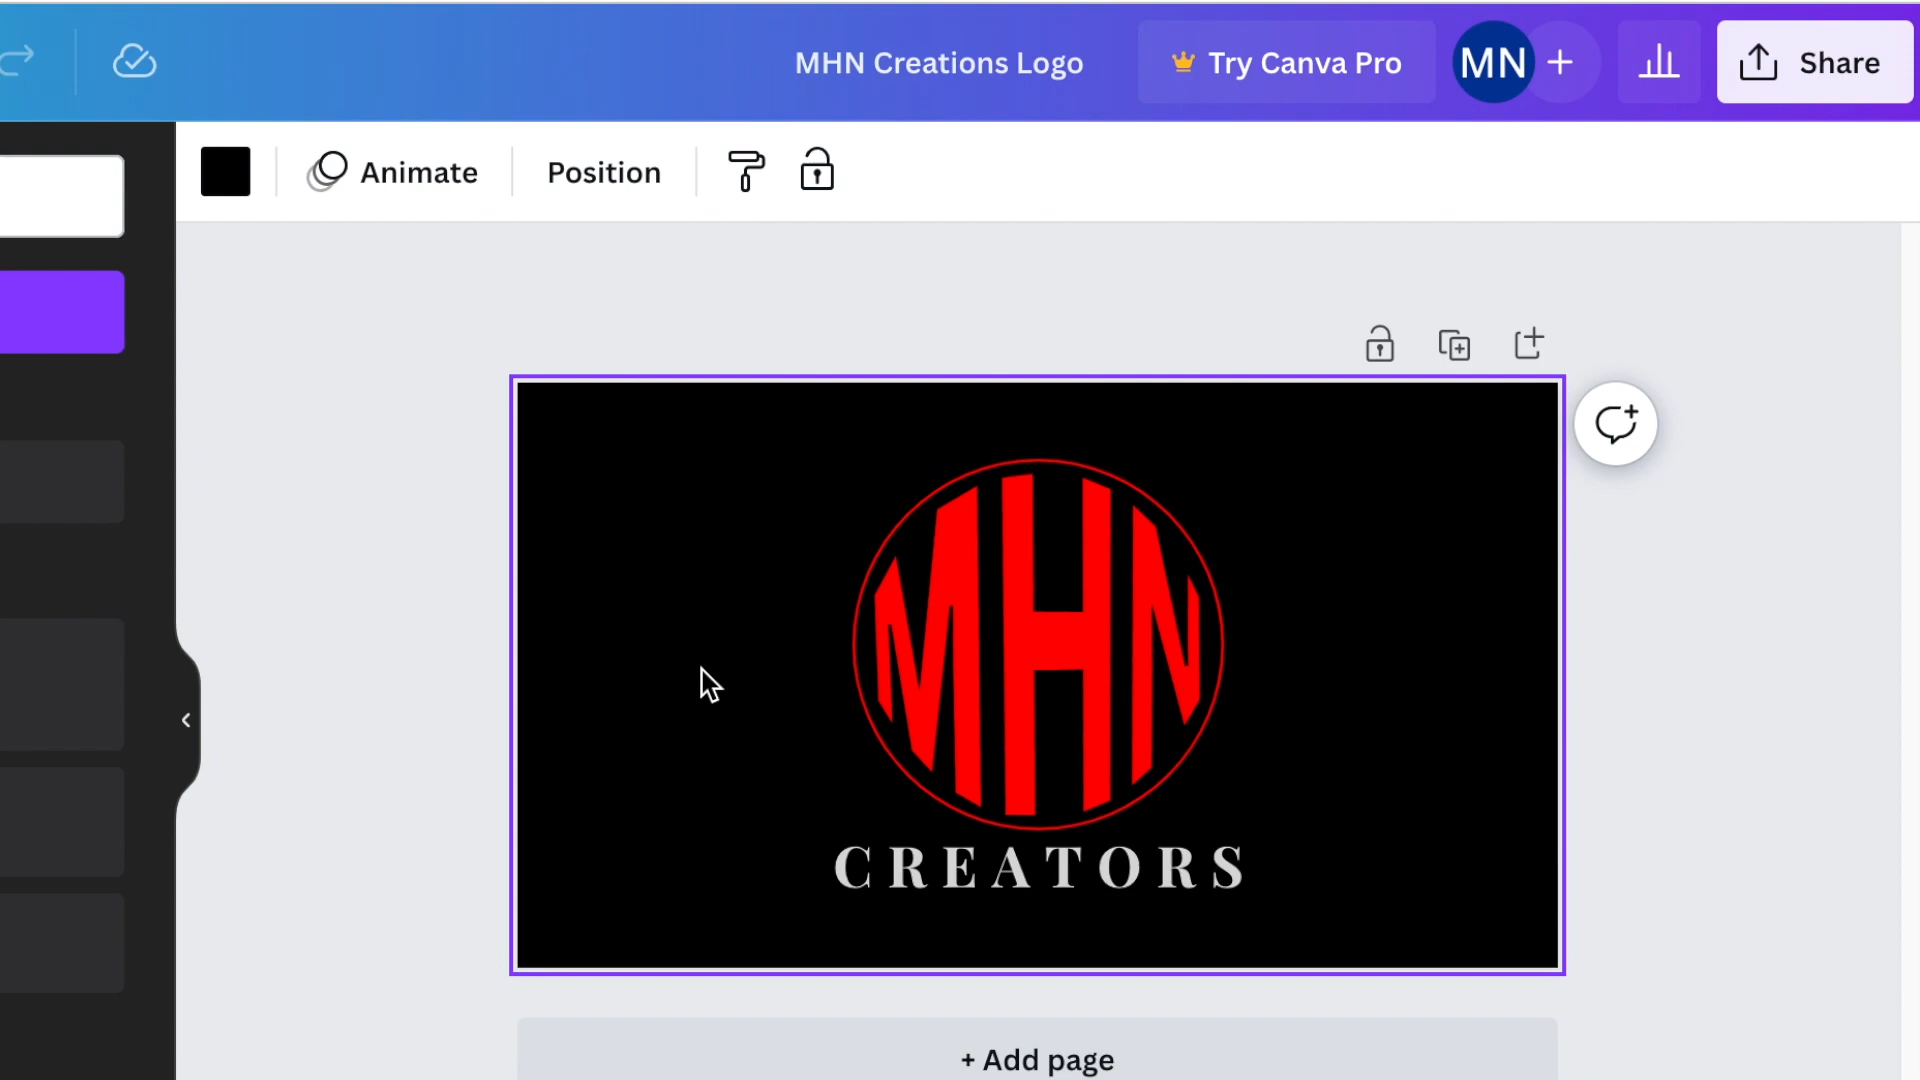 MHN Creations Logo
Try Canva Pro
MN
+
Share
Animate
Position
MHN
CREATORS
+ Add page